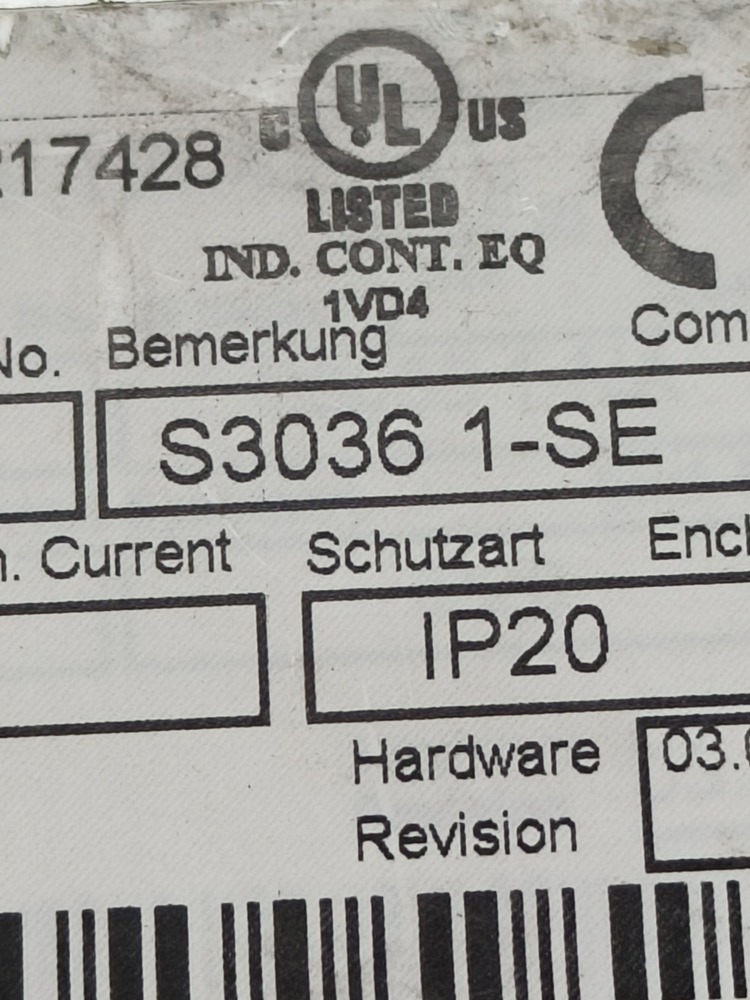 217428
C UL US
LISTED
IND. CONT. EQ
1VD4
No. Bemerkung Com
S3036 1-SE
. Current Schutzart Encl
IP20
Hardware 03.
Revision